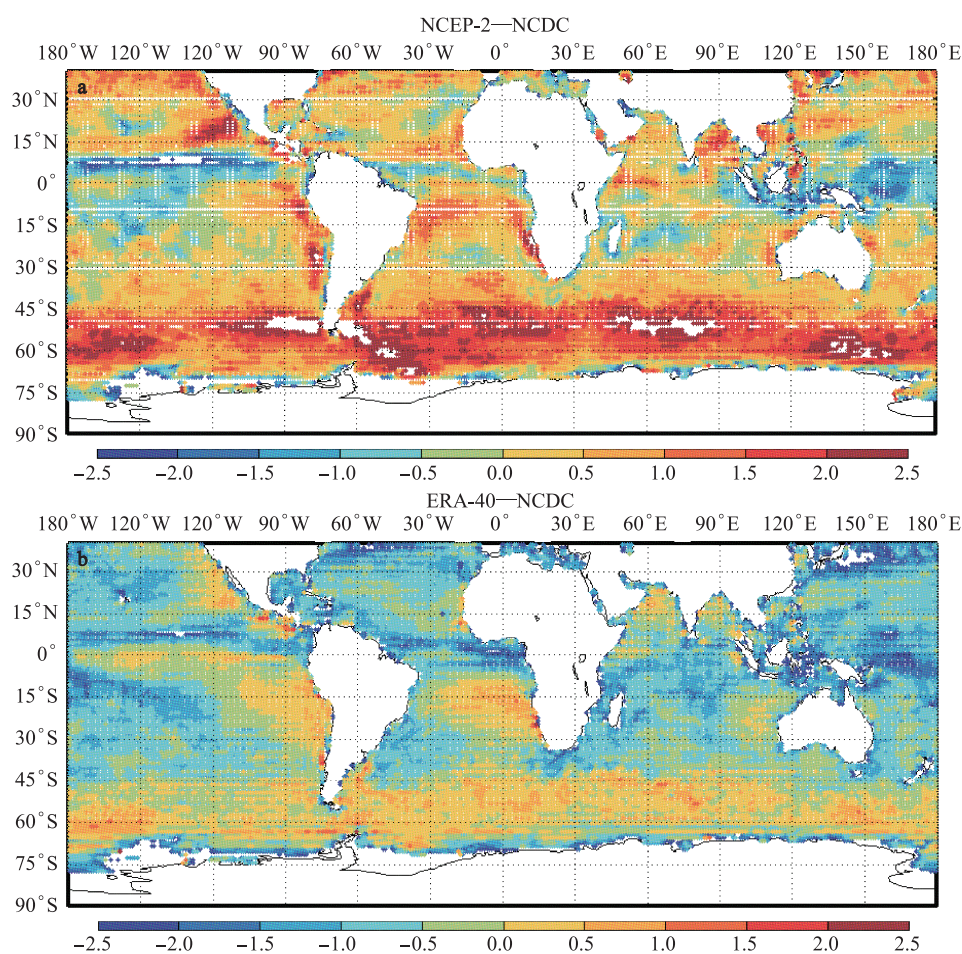 NCEP-2—NCDC
180°W 120°W 90°W 60°W 30°W 0° 30°E 60°E 90°E 120°E 150°E 180°E
a
30°N
15°N
0°
15°S
30°S
45°S
60°S
75°S
90°S
−2.5 −2.0 −1.5 −1.0 −0.5 0.0 0.5 1.0 1.5 2.0 2.5
ERA-40—NCDC
180°W 120°W 90°W 60°W 30°W 0° 30°E 60°E 90°E 120°E 150°E 180°E
b
30°N
15°N
0°
15°S
30°S
45°S
60°S
75°S
90°S
−2.5 −2.0 −1.5 −1.0 −0.5 0.0 0.5 1.0 1.5 2.0 2.5